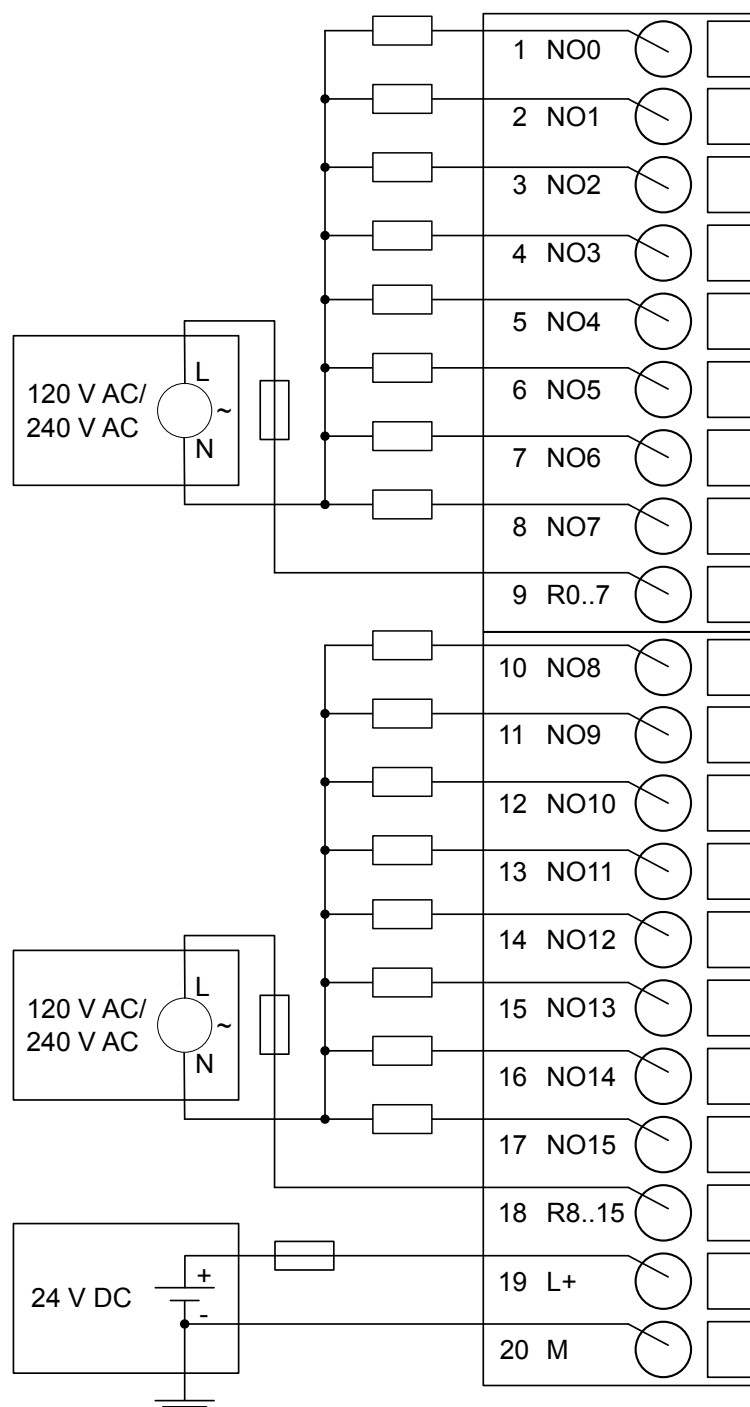 1 NO0
2 NO1
3 NO2
4 NO3
5 NO4
120 V AC/
240 V AC
L
~
N
6 NO5
7 NO6
8 NO7
9 R0..7
10 NO8
11 NO9
12 NO10
13 NO11
14 NO12
120 V AC/
240 V AC
L
~
N
15 NO13
16 NO14
17 NO15
18 R8..15
24 V DC
+
-
19 L+
20 M